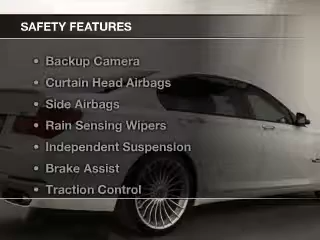 SAFETY FEATURES
• Backup Camera
• Curtain Head Airbags
• Side Airbags
• Rain Sensing Wipers
• Independent Suspension
• Brake Assist
• Traction Control